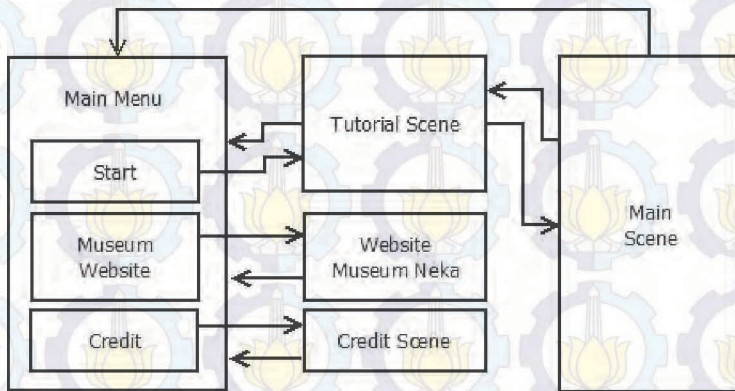 Main Menu
Start
Museum
Website
Credit
Tutorial Scene
Website
Museum Neka
Credit Scene
Main
Scene